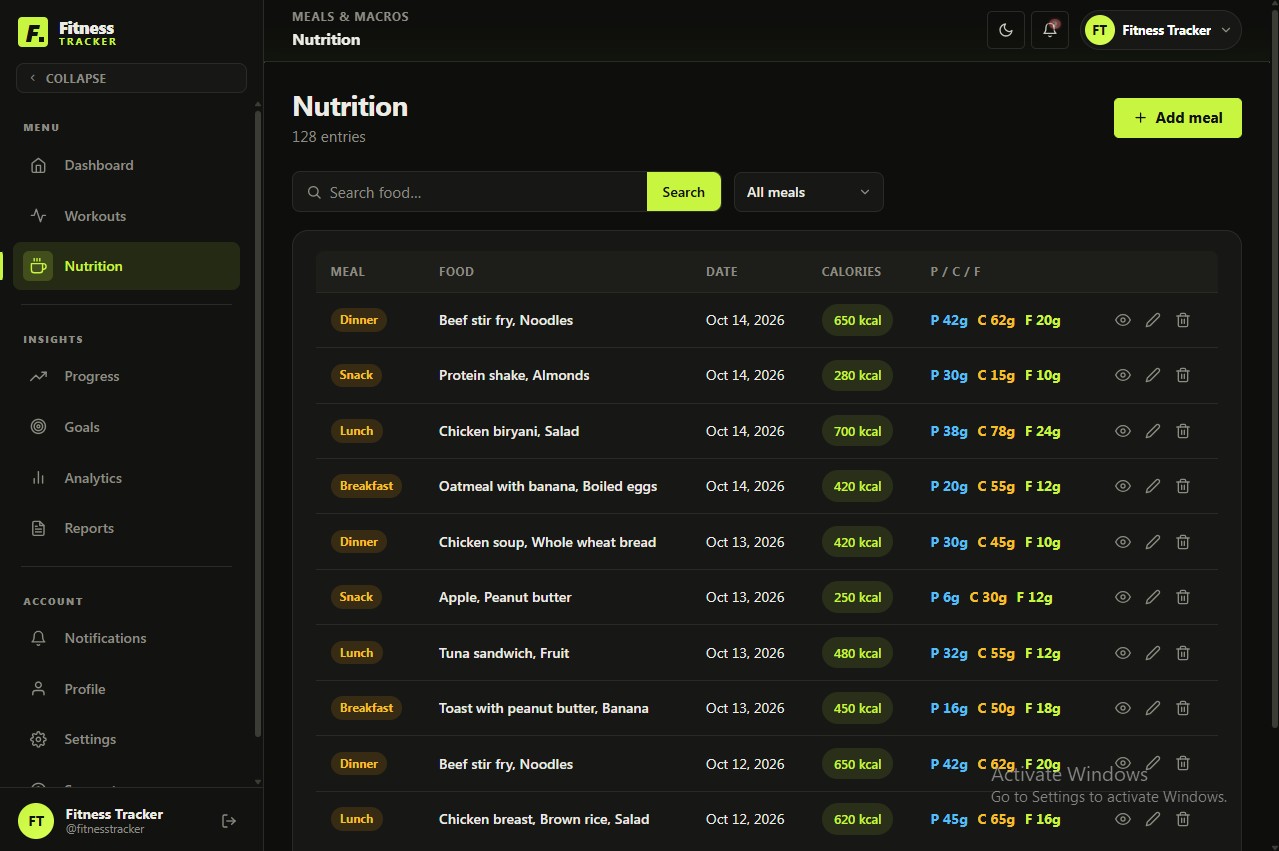 F.
Fitness
TRACKER
COLLAPSE
MENU
Dashboard
Workouts
Nutrition
INSIGHTS
Progress
Goals
Analytics
Reports
ACCOUNT
Notifications
Profile
Settings
FT
Fitness Tracker
@fitnesstracker
MEALS & MACROS
Nutrition
FT Fitness Tracker
Nutrition
128 entries
+ Add meal
Search food...
Search
All meals
MEAL FOOD DATE CALORIES P / C / F
Dinner Beef stir fry, Noodles Oct 14, 2026 650 kcal P 42g C 62g F 20g
Snack Protein shake, Almonds Oct 14, 2026 280 kcal P 30g C 15g F 10g
Lunch Chicken biryani, Salad Oct 14, 2026 700 kcal P 38g C 78g F 24g
Breakfast Oatmeal with banana, Boiled eggs Oct 14, 2026 420 kcal P 20g C 55g F 12g
Dinner Chicken soup, Whole wheat bread Oct 13, 2026 420 kcal P 30g C 45g F 10g
Snack Apple, Peanut butter Oct 13, 2026 250 kcal P 6g C 30g F 12g
Lunch Tuna sandwich, Fruit Oct 13, 2026 480 kcal P 32g C 55g F 12g
Breakfast Toast with peanut butter, Banana Oct 13, 2026 450 kcal P 16g C 50g F 18g
Dinner Beef stir fry, Noodles Oct 12, 2026 650 kcal P 42g C 62g F 20g
Lunch Chicken breast, Brown rice, Salad Oct 12, 2026 620 kcal P 45g C 65g F 16g
Activate Windows
Go to Settings to activate Windows.